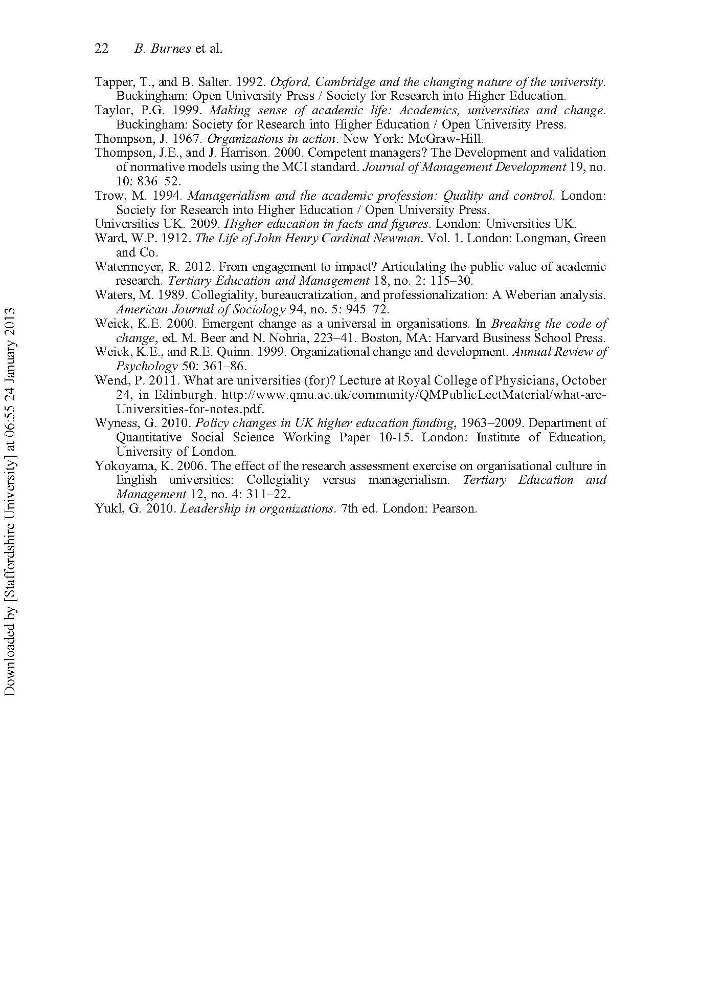 22 B. Burnes et al.
Tapper, T., and B. Salter. 1992. Oxford, Cambridge and the changing nature of the university.
Buckingham: Open University Press / Society for Research into Higher Education.
Taylor, P.G. 1999. Making sense of academic life: Academics, universities and change.
Buckingham: Society for Research into Higher Education / Open University Press.
Thompson, J. 1967. Organizations in action. New York: McGraw-Hill.
Thompson, J.E., and J. Harrison. 2000. Competent managers? The Development and validation
of normative models using the MCI standard. Journal of Management Development 19, no.
10: 836–52.
Trow, M. 1994. Managerialism and the academic profession: Quality and control. London:
Society for Research into Higher Education / Open University Press.
Universities UK. 2009. Higher education in facts and figures. London: Universities UK.
Ward, W.P. 1912. The Life of John Henry Cardinal Newman. Vol. 1. London: Longman, Green
and Co.
Watermeyer, R. 2012. From engagement to impact? Articulating the public value of academic
research. Tertiary Education and Management 18, no. 2: 115–30.
Waters, M. 1989. Collegiality, bureaucratization, and professionalization: A Weberian analysis.
American Journal of Sociology 94, no. 5: 945–72.
Weick, K.E. 2000. Emergent change as a universal in organisations. In Breaking the code of
change, ed. M. Beer and N. Nohria, 223–41. Boston, MA: Harvard Business School Press.
Weick, K.E., and R.E. Quinn. 1999. Organizational change and development. Annual Review of
Psychology 50: 361–86.
Wend, P. 2011. What are universities (for)? Lecture at Royal College of Physicians, October
24, in Edinburgh. http://www.qmu.ac.uk/community/QMPublicLectMaterial/what-are-
Universities-for-notes.pdf.
Wyness, G. 2010. Policy changes in UK higher education funding, 1963–2009. Department of
Quantitative Social Science Working Paper 10-15. London: Institute of Education,
University of London.
Yokoyama, K. 2006. The effect of the research assessment exercise on organisational culture in
English universities: Collegiality versus managerialism. Tertiary Education and
Management 12, no. 4: 311–22.
Yukl, G. 2010. Leadership in organizations. 7th ed. London: Pearson.
Downloaded by [Staffordshire University] at 06:55 24 January 2013